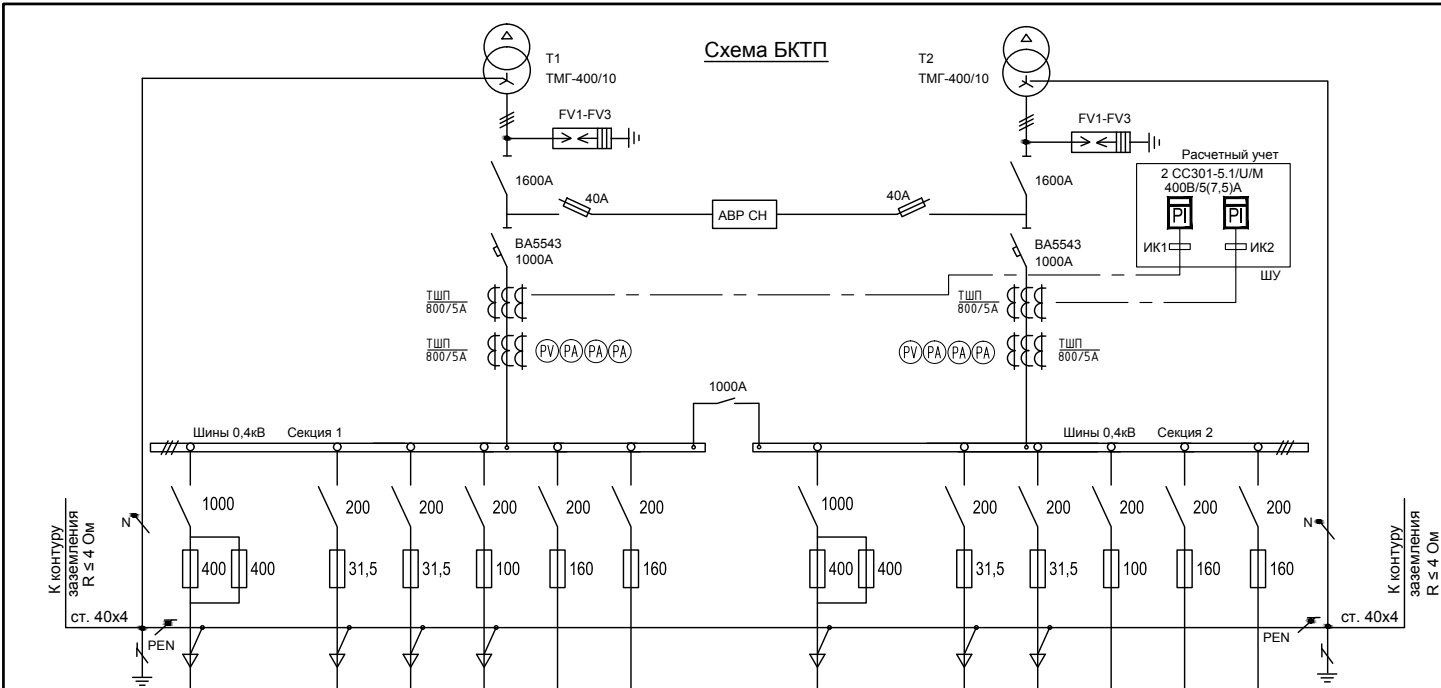 Схема БКТП
Т1
ТМГ-400/10
Т2
ТМГ-400/10
FV1-FV3
FV1-FV3
Расчетный учет
2 СС301-5.1/U/M
400В/5(7,5)А
PI
PI
ИК1
ИК2
ШУ
1600А
40А
АВР СН
40А
1600А
ВА5543
1000А
ВА5543
1000А
ТШП
800/5А
ТШП
800/5А
ТШП
800/5А
PV
PA
PA
PA
PV
PA
PA
PA
ТШП
800/5А
1000А
Шины 0,4кВ
Секция 1
Шины 0,4кВ
Секция 2
1000
200
200
200
200
200
1000
200
200
200
200
200
N
N
400
400
31,5
31,5
100
160
160
400
400
31,5
31,5
100
160
160
К контуру
заземления
R ≤ 4 Ом
К контуру
заземления
R ≤ 4 Ом
ст. 40х4
PEN
PEN
ст. 40х4